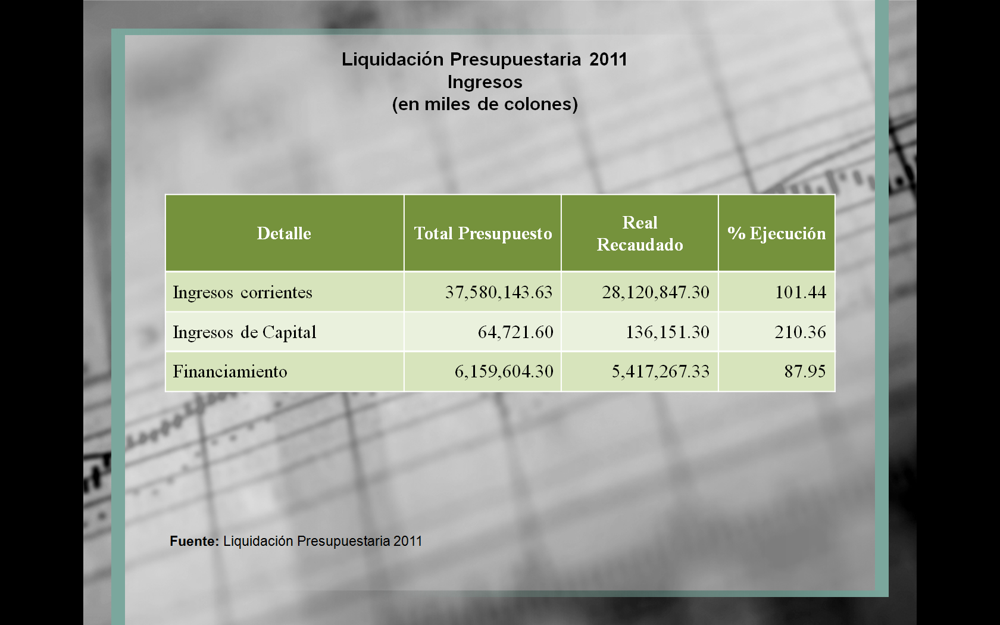 Liquidación Presupuestaria 2011
Ingresos
(en miles de colones)
Detalle Total Presupuesto Real Recaudado % Ejecución
Ingresos corrientes 37,580,143.63 28,120,847.30 101.44
Ingresos de Capital 64,721.60 136,151.30 210.36
Financiamiento 6,159,604.30 5,417,267.33 87.95
Fuente: Liquidación Presupuestaria 2011